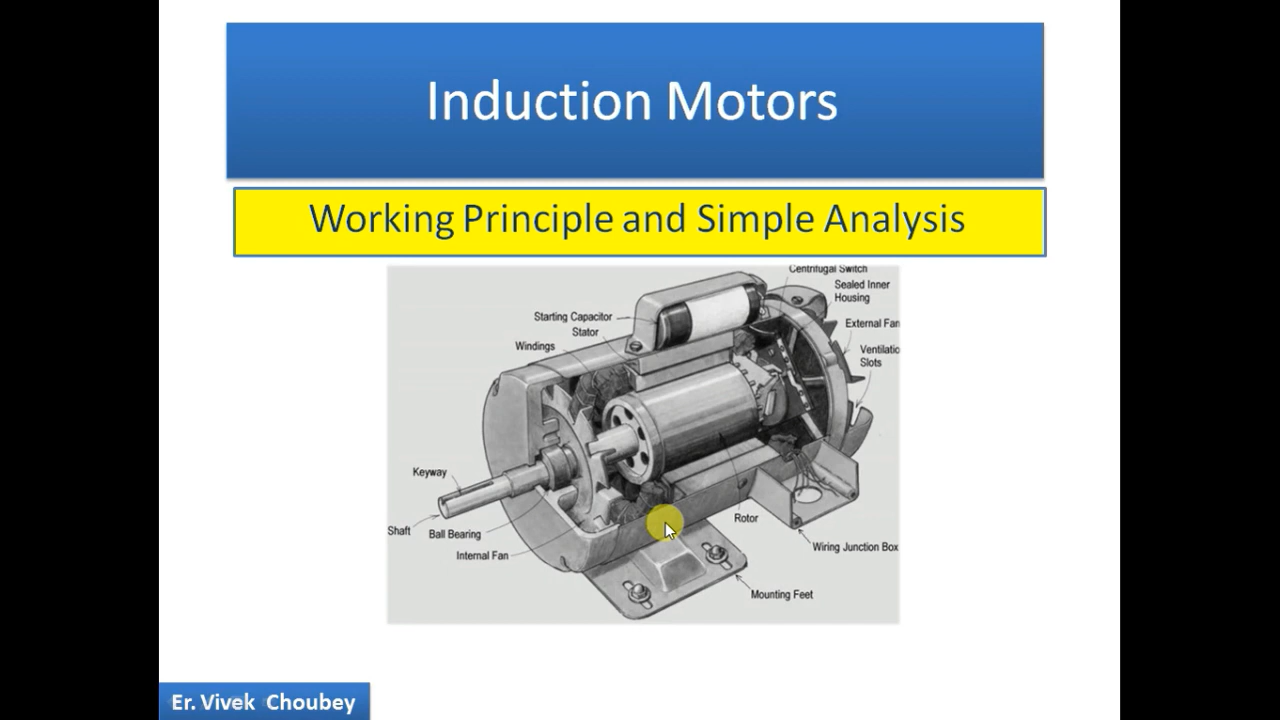 Induction Motors
Working Principle and Simple Analysis
Centrifugal Switch
Sealed Inner
Housing
Starting Capacitor
External Fan
Stator
Windings
Ventilatio
Slots
Keyway
Shaft
Ball Bearing
Rotor
Internal Fan
Wiring Junction Box
Mounting Feet
Er. Vivek Choubey